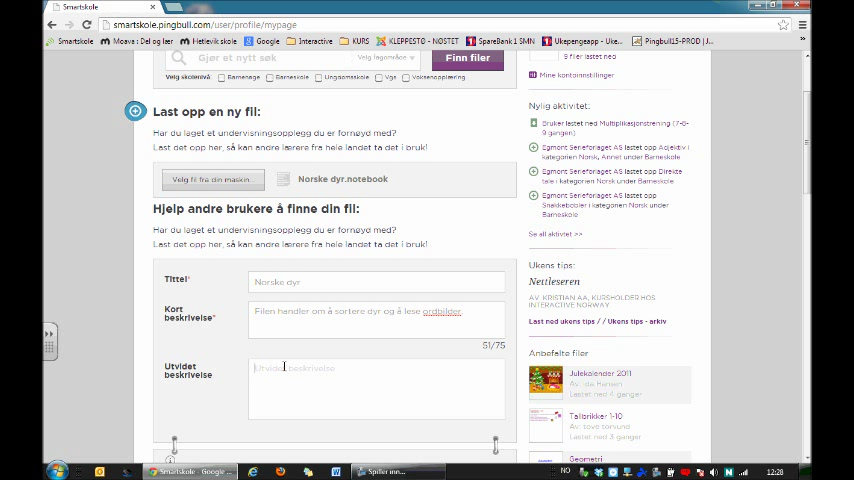 Smartskole
smartskole.pingbull.com/user/profile/mypage
Smartskole
Moava : Del og lær
Hetlevik skole
Google
Interactive
KURS
KLEPPESTØ - NØSTET
SpareBank 1 SMN
Ukepengeapp - Uke...
Pingbull15-PROD | J...
Gjør et nytt søk
Velg fagområde
Finn filer
Velg skolenivå
Barnehage
Barneskole
Ungdomsskole
Vgs
Voksenopplæring
9 filer lastet ned
Mine kontoinnstillinger
Last opp en ny fil:
Har du laget et undervisningsopplegg du er fornøyd med?
Last det opp her, så kan andre lærere fra hele landet ta det i bruk!
Velg fil fra din maskin...
Norske dyr.notebook
Hjelp andre brukere å finne din fil:
Har du laget et undervisningsopplegg du er fornøyd med?
Last det opp her, så kan andre lærere fra hele landet ta det i bruk!
Tittel*
Norske dyr
Kort
beskrivelse*
Filen handler om å sortere dyr og å lese ordbilder.
51/75
Utvidet
beskrivelse
Utvidet beskrivelse
Nylig aktivitet:
Bruker lastet ned Multiplikasjonstrening (7-8-
9 gangen)
Egmont Serieforlaget AS lastet opp Adjektiv i
kategorien Norsk, Annet under Barneskole
Egmont Serieforlaget AS lastet opp Direkte
tale i kategorien Norsk under Barneskole
Egmont Serieforlaget AS lastet opp
Snakkebobler i kategorien Norsk under
Barneskole
Se all aktivitet >>
Ukens tips:
Nettleseren
AV: KRISTIAN AA, KURSHOLDER HOS
INTERACTIVE NORWAY
Last ned ukens tips / / Ukens tips - arkiv
Anbefalte filer
Julekalender 2011
Av: Ida Hansen
Lastet ned 4 ganger
Tallbrikker 1-10
Av: tove torvund
Lastet ned 3 ganger
Geometri
Smartskole - Google ...
Spiller inn...
NO
12:28